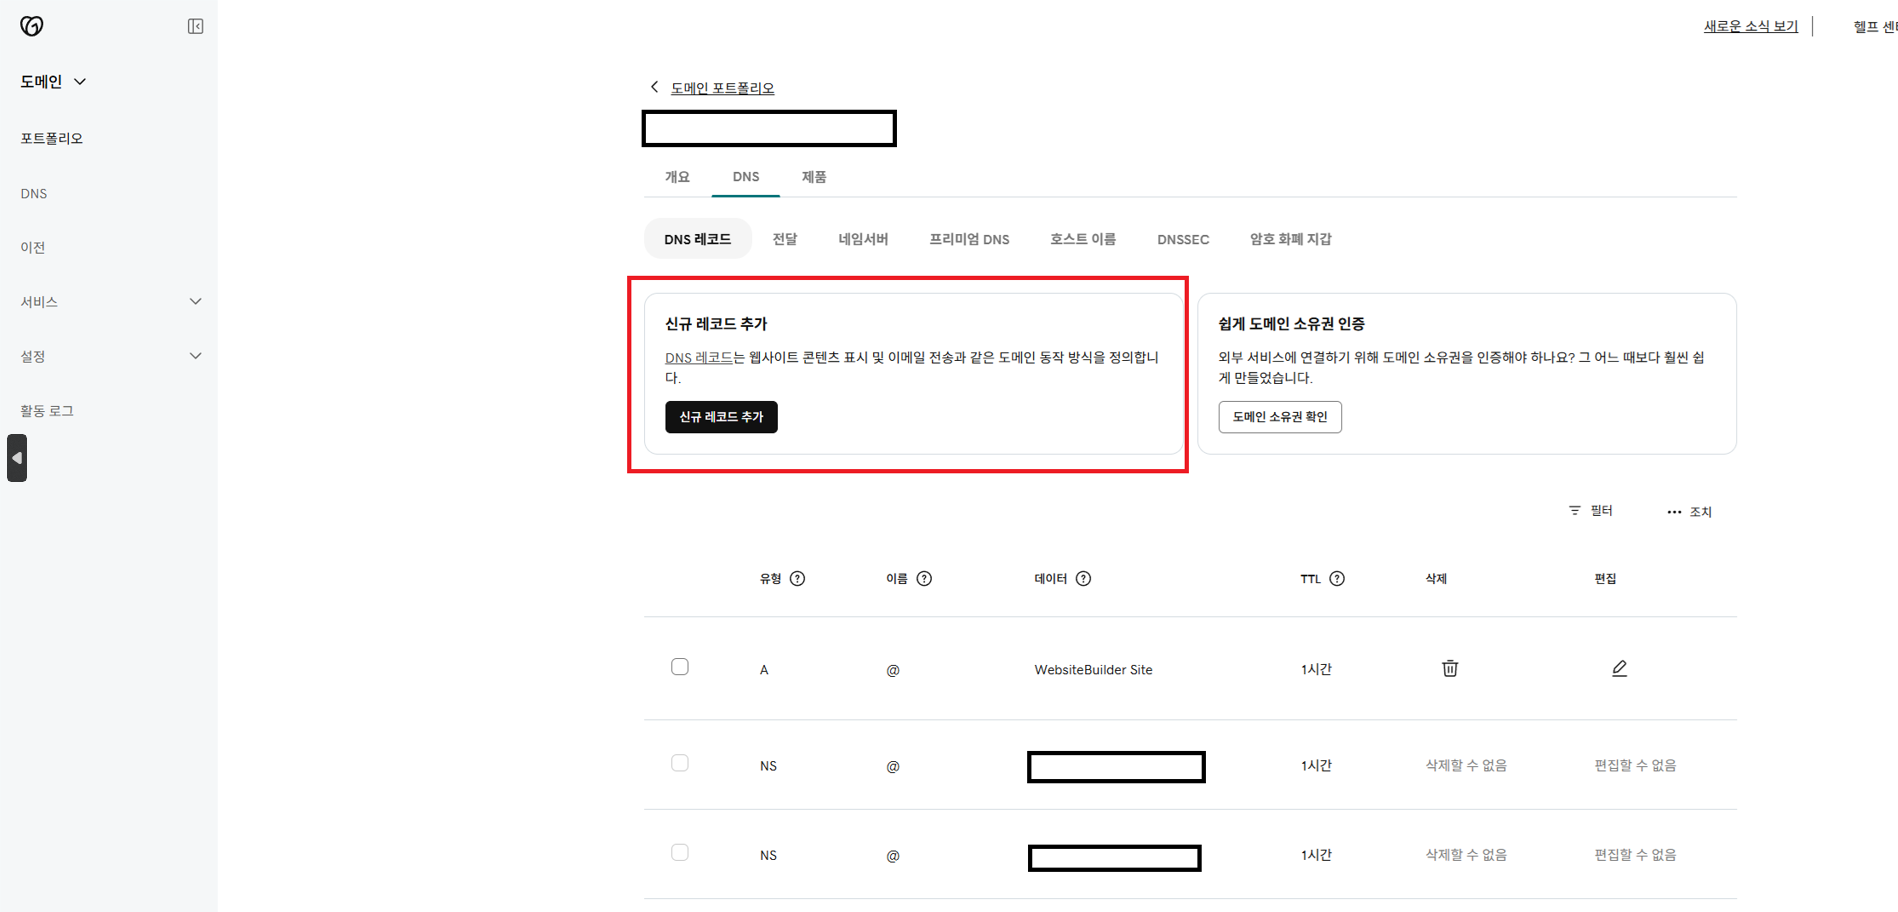 새로운 소식 보기
헬프 센터
도메인
포트폴리오
DNS
이전
서비스
설정
활동 로그
도메인 포트폴리오
개요 DNS 제품
DNS 레코드 전달 네임서버 프리미엄 DNS 호스트 이름 DNSSEC 암호 화폐 지갑
신규 레코드 추가
DNS 레코드는 웹사이트 콘텐츠 표시 및 이메일 전송과 같은 도메인 동작 방식을 정의합니
다.
신규 레코드 추가
쉽게 도메인 소유권 인증
외부 서비스에 연결하기 위해 도메인 소유권을 인증해야 하나요? 그 어느 때보다 훨씬 쉽
게 만들었습니다.
도메인 소유권 확인
필터 ••• 조치
유형 ? 이름 ? 데이터 ? TTL ? 삭제 편집
A @ WebsiteBuilder Site 1시간
NS @ 1시간 삭제할 수 없음 편집할 수 없음
NS @ 1시간 삭제할 수 없음 편집할 수 없음